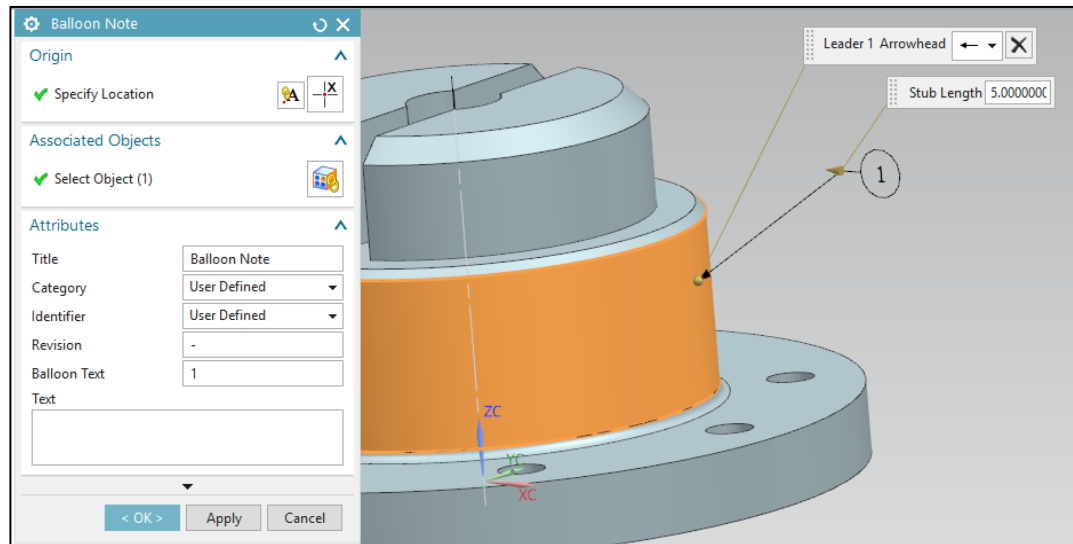 Balloon Note
Origin
Specify Location
A
X
Associated Objects
Select Object (1)
Attributes
Title Balloon Note
Category User Defined
Identifier User Defined
Revision -
Balloon Text 1
Text
< OK > Apply Cancel
Leader 1 Arrowhead
Stub Length 5.0000000
1
ZC
YC
XC